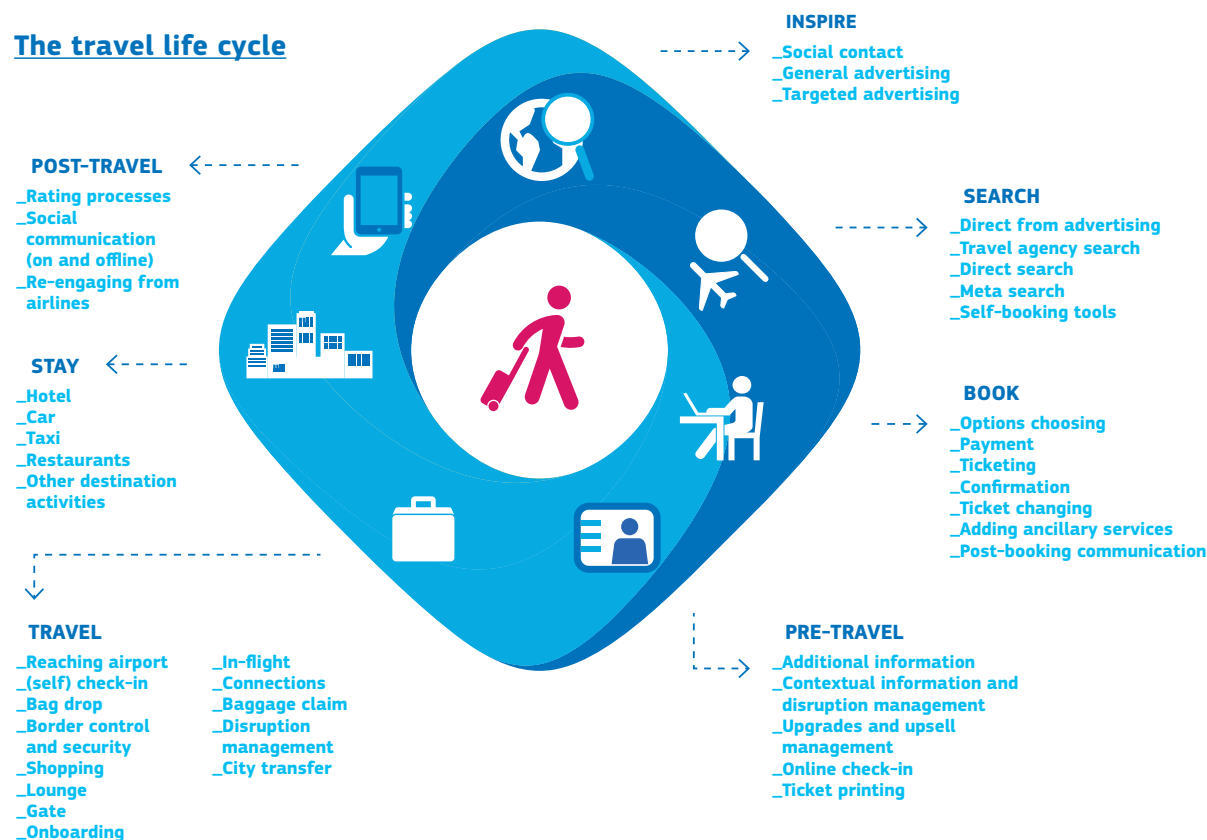 The travel life cycle
INSPIRE
_Social contact
_General advertising
_Targeted advertising
SEARCH
_Direct from advertising
_Travel agency search
_Direct search
_Meta search
_Self-booking tools
BOOK
_Options choosing
_Payment
_Ticketing
_Confirmation
_Ticket changing
_Adding ancillary services
_Post-booking communication
PRE-TRAVEL
_Additional information
_Contextual information and
disruption management
_Upgrades and upsell
management
_Online check-in
_Ticket printing
TRAVEL
_Reaching airport
_(self) check-in
_Bag drop
_Border control
and security
_Shopping
_Lounge
_Gate
_Onboarding
_In-flight
_Connections
_Baggage claim
_Disruption
management
_City transfer
STAY
_Hotel
_Car
_Taxi
_Restaurants
_Other destination
activities
POST-TRAVEL
_Rating processes
_Social
communication
(on and offline)
_Re-engaging from
airlines